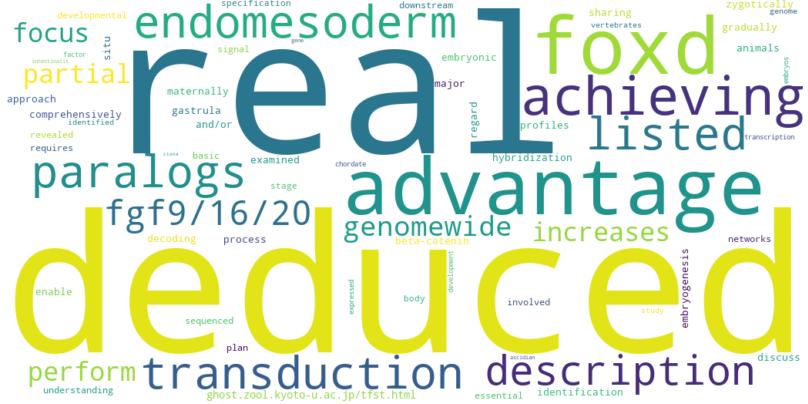 developmental specification downstream zygotically
focus endomesoderm foxd sharing genome
situ signal real vertebrates gradually
factor gene animals
partial intestinalis embryonic embryos
maternally major achieving
approach gastrula regard
comprehensively and/or profiles listed
identified
revealed basic hybridization transcription
requires ciona examined chordate
paralogs stage advantage
fgf9/16/20 genomewide increases
decoding process beta-catenin networks
deduced
enable expressed development embryogenesis
body involved
sequenced study
plan ascidian discuss
perform transduction description
understanding ghost.zool.kyoto-u.ac.jp/tfst.html essential identification